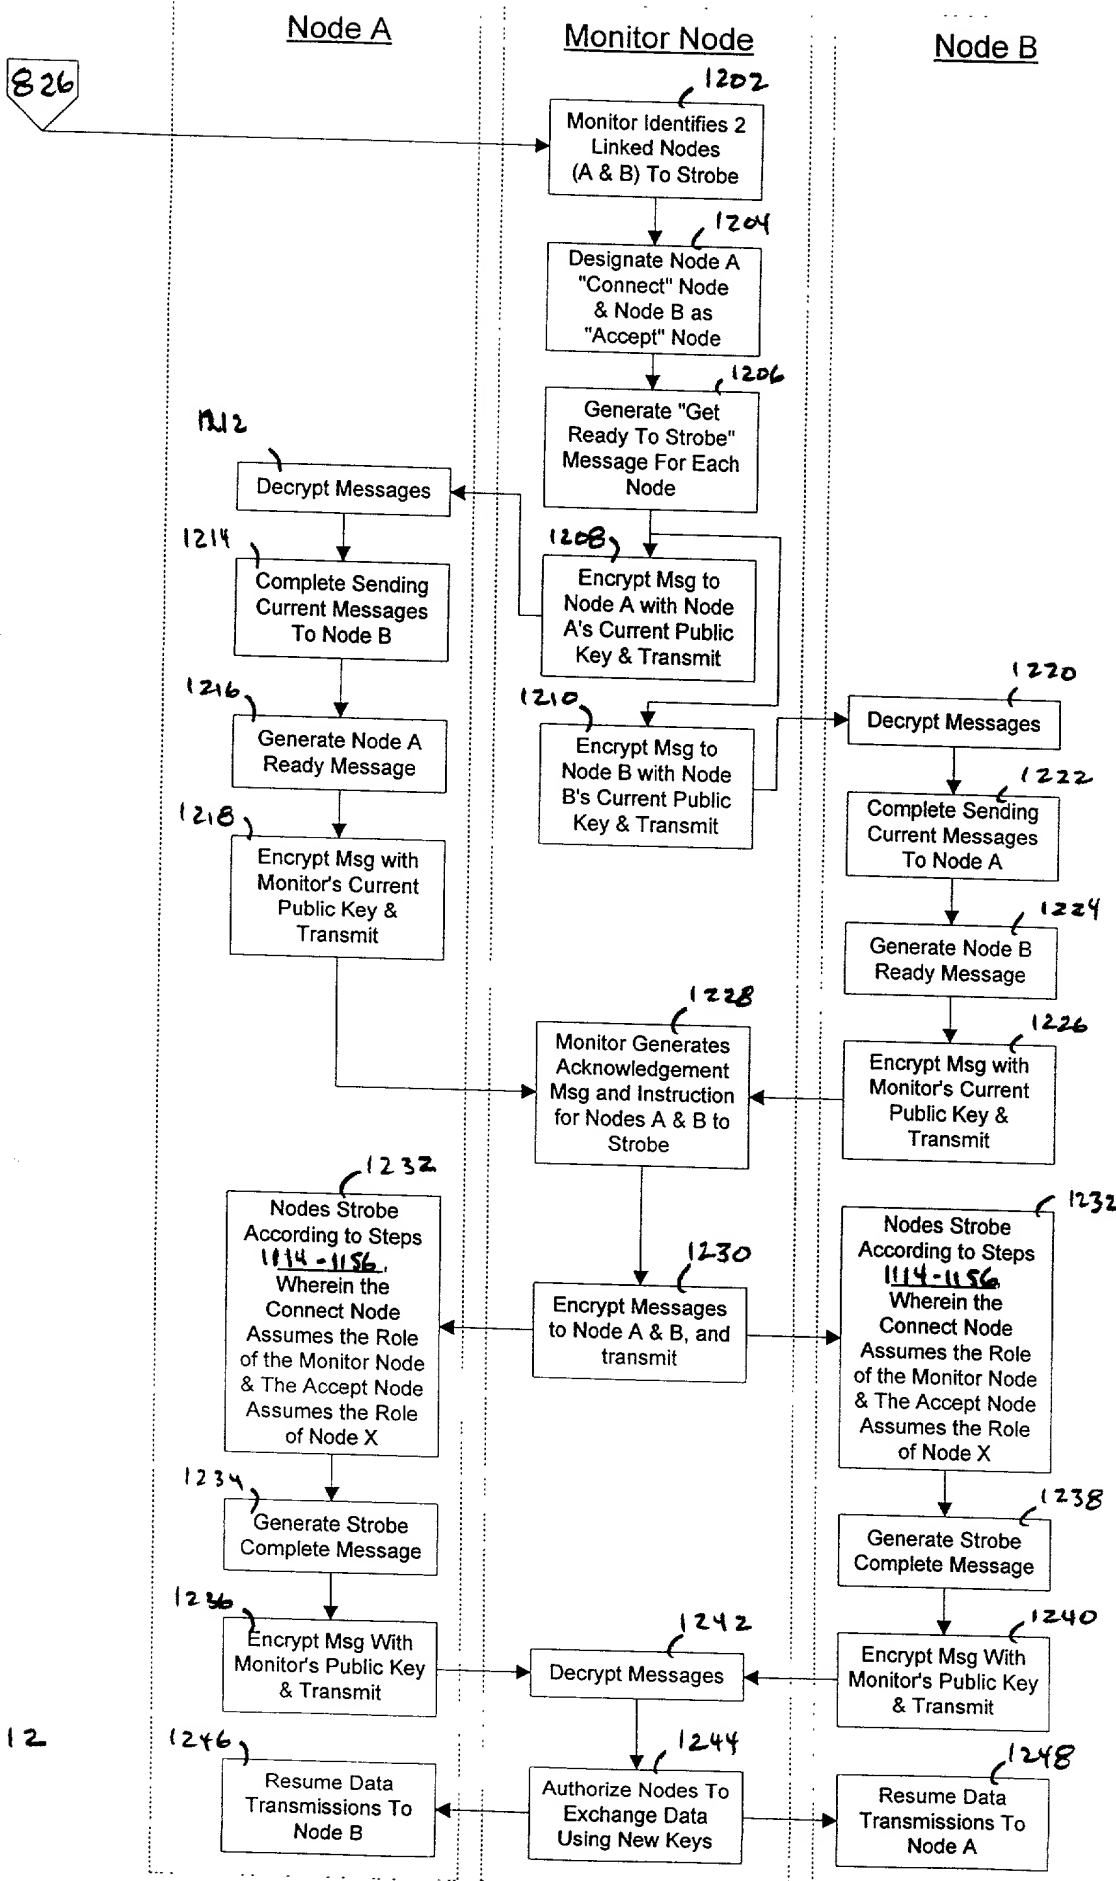 Node A
Monitor Node
Node B
826
1202
Monitor Identifies 2
Linked Nodes
(A & B) To Strobe
1204
Designate Node A
"Connect" Node
& Node B as
"Accept" Node
1206
Generate "Get
Ready To Strobe"
Message For Each
Node
1212
Decrypt Messages
1214
Complete Sending
Current Messages
To Node B
1208
Encrypt Msg to
Node A with Node
A's Current Public
Key & Transmit
1216
Generate Node A
Ready Message
1210
Encrypt Msg to
Node B with Node
B's Current Public
Key & Transmit
1220
Decrypt Messages
1222
Complete Sending
Current Messages
To Node A
1218
Encrypt Msg with
Monitor's Current
Public Key &
Transmit
1224
Generate Node B
Ready Message
1226
Encrypt Msg with
Monitor's Current
Public Key &
Transmit
1228
Monitor Generates
Acknowledgement
Msg and Instruction
for Nodes A & B to
Strobe
1232
Nodes Strobe
According to Steps
1114-1156,
Wherein the
Connect Node
Assumes the Role
of the Monitor Node
& The Accept Node
Assumes the Role
of Node X
1230
Encrypt Messages
to Node A & B, and
transmit
1232
Nodes Strobe
According to Steps
1114-1156
Wherein the
Connect Node
Assumes the Role
of the Monitor Node
& The Accept Node
Assumes the Role
of Node X
1234
Generate Strobe
Complete Message
1238
Generate Strobe
Complete Message
1236
Encrypt Msg With
Monitor's Public Key
& Transmit
1242
Decrypt Messages
1240
Encrypt Msg With
Monitor's Public Key
& Transmit
12
1246
Resume Data
Transmissions To
Node B
1244
Authorize Nodes To
Exchange Data
Using New Keys
1248
Resume Data
Transmissions To
Node A